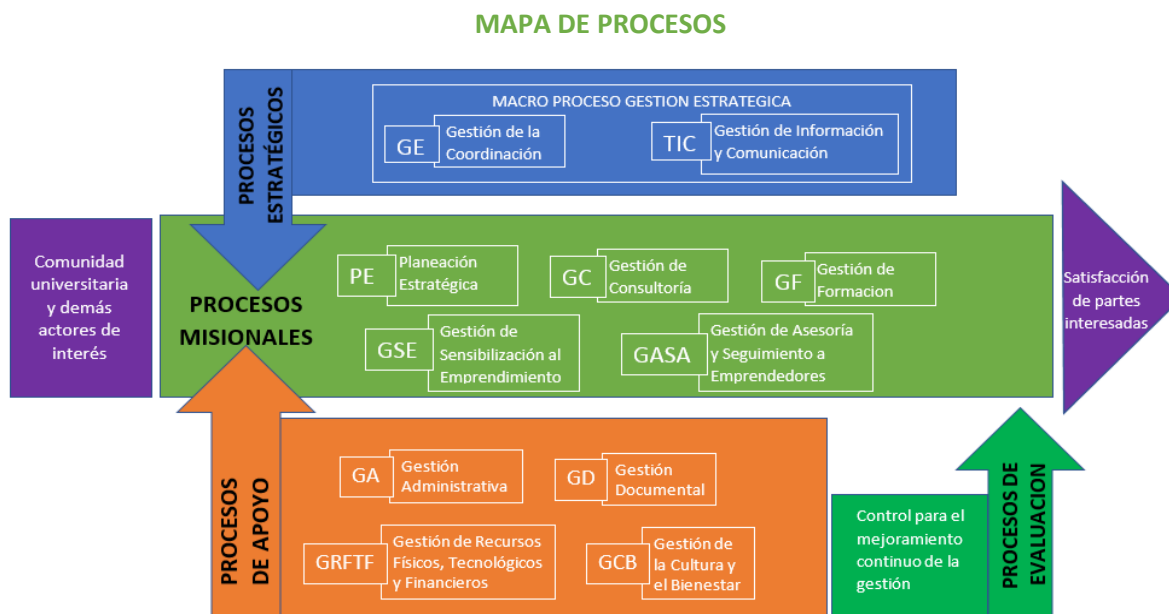 MAPA DE PROCESOS
PROCESOS
ESTRATÉGICOS
MACRO PROCESO GESTION ESTRATEGICA
GE
Gestión de la
Coordinación
TIC
Gestión de Información
y Comunicación
Comunidad
universitaria
y demás
actores de
interés
PROCESOS
MISIONALES
PE
Planeación
Estratégica
GC
Gestión de
Consultoría
GF
Gestión de
Formacion
GSE
Gestión de
Sensibilización al
Emprendimiento
GASA
Gestión de Asesoría
y Seguimiento a
Emprendedores
Satisfacción
de partes
interesadas
PROCESOS
DE APOYO
GA
Gestión
Administrativa
GD
Gestión
Documental
GRFTF
Gestión de Recursos
Físicos, Tecnológicos
y Financieros
GCB
Gestión de
la Cultura y
el Bienestar
Control para el
mejoramiento
continuo de la
gestión
PROCESOS DE
EVALUACION